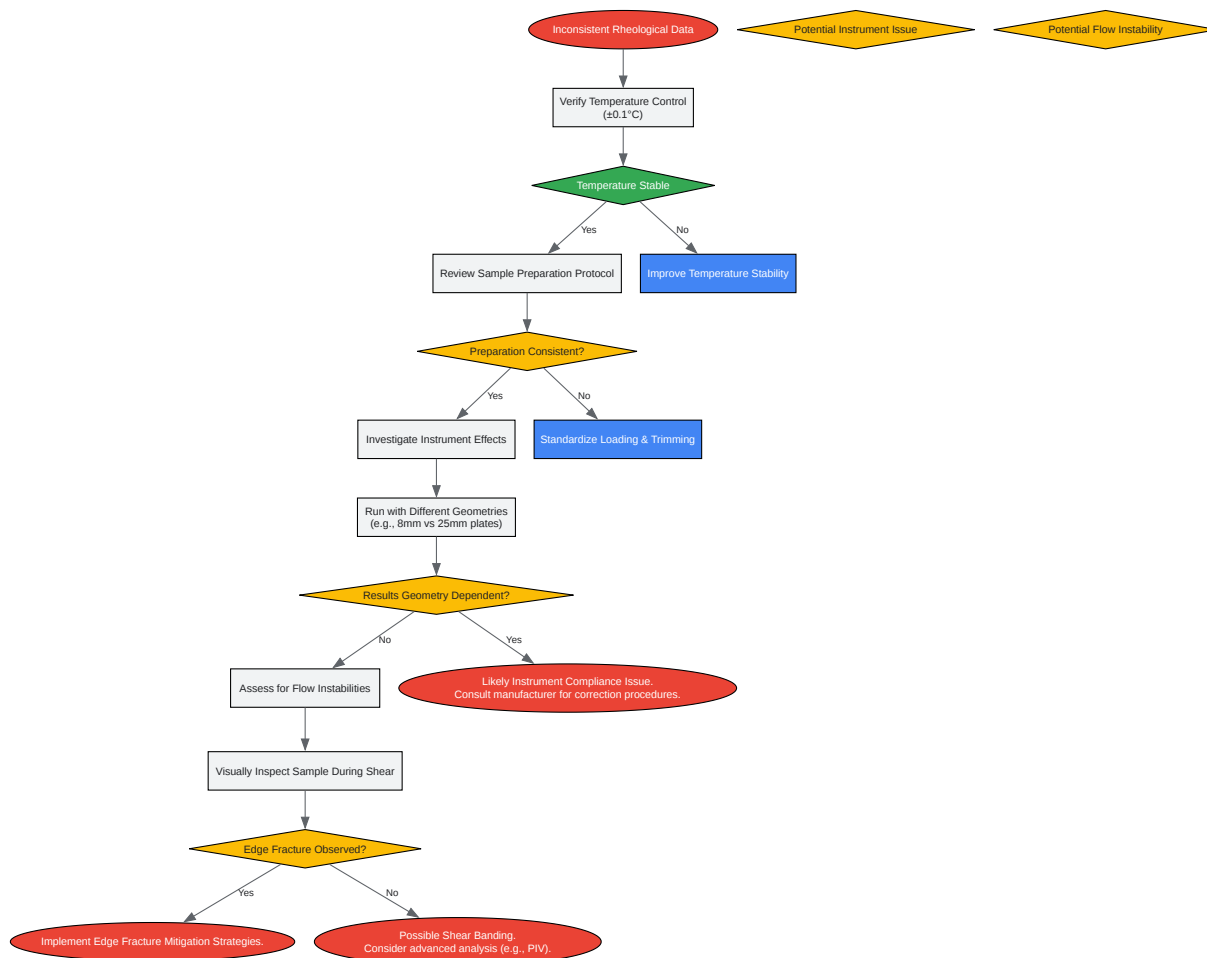 Inconsistent Rheological Data
Potential Instrument Issue
Potential Flow Instability
Verify Temperature Control
(±0.1°C)
Temperature Stable
Yes
No
Review Sample Preparation Protocol
Improve Temperature Stability
Preparation Consistent?
Yes
No
Investigate Instrument Effects
Standardize Loading & Trimming
Run with Different Geometries
(e.g., 8mm vs 25mm plates)
Results Geometry Dependent?
No
Yes
Assess for Flow Instabilities
Likely Instrument Compliance Issue.
Consult manufacturer for correction procedures.
Visually Inspect Sample During Shear
Edge Fracture Observed?
Yes
No
Implement Edge Fracture Mitigation Strategies.
Possible Shear Banding.
Consider advanced analysis (e.g., PIV).